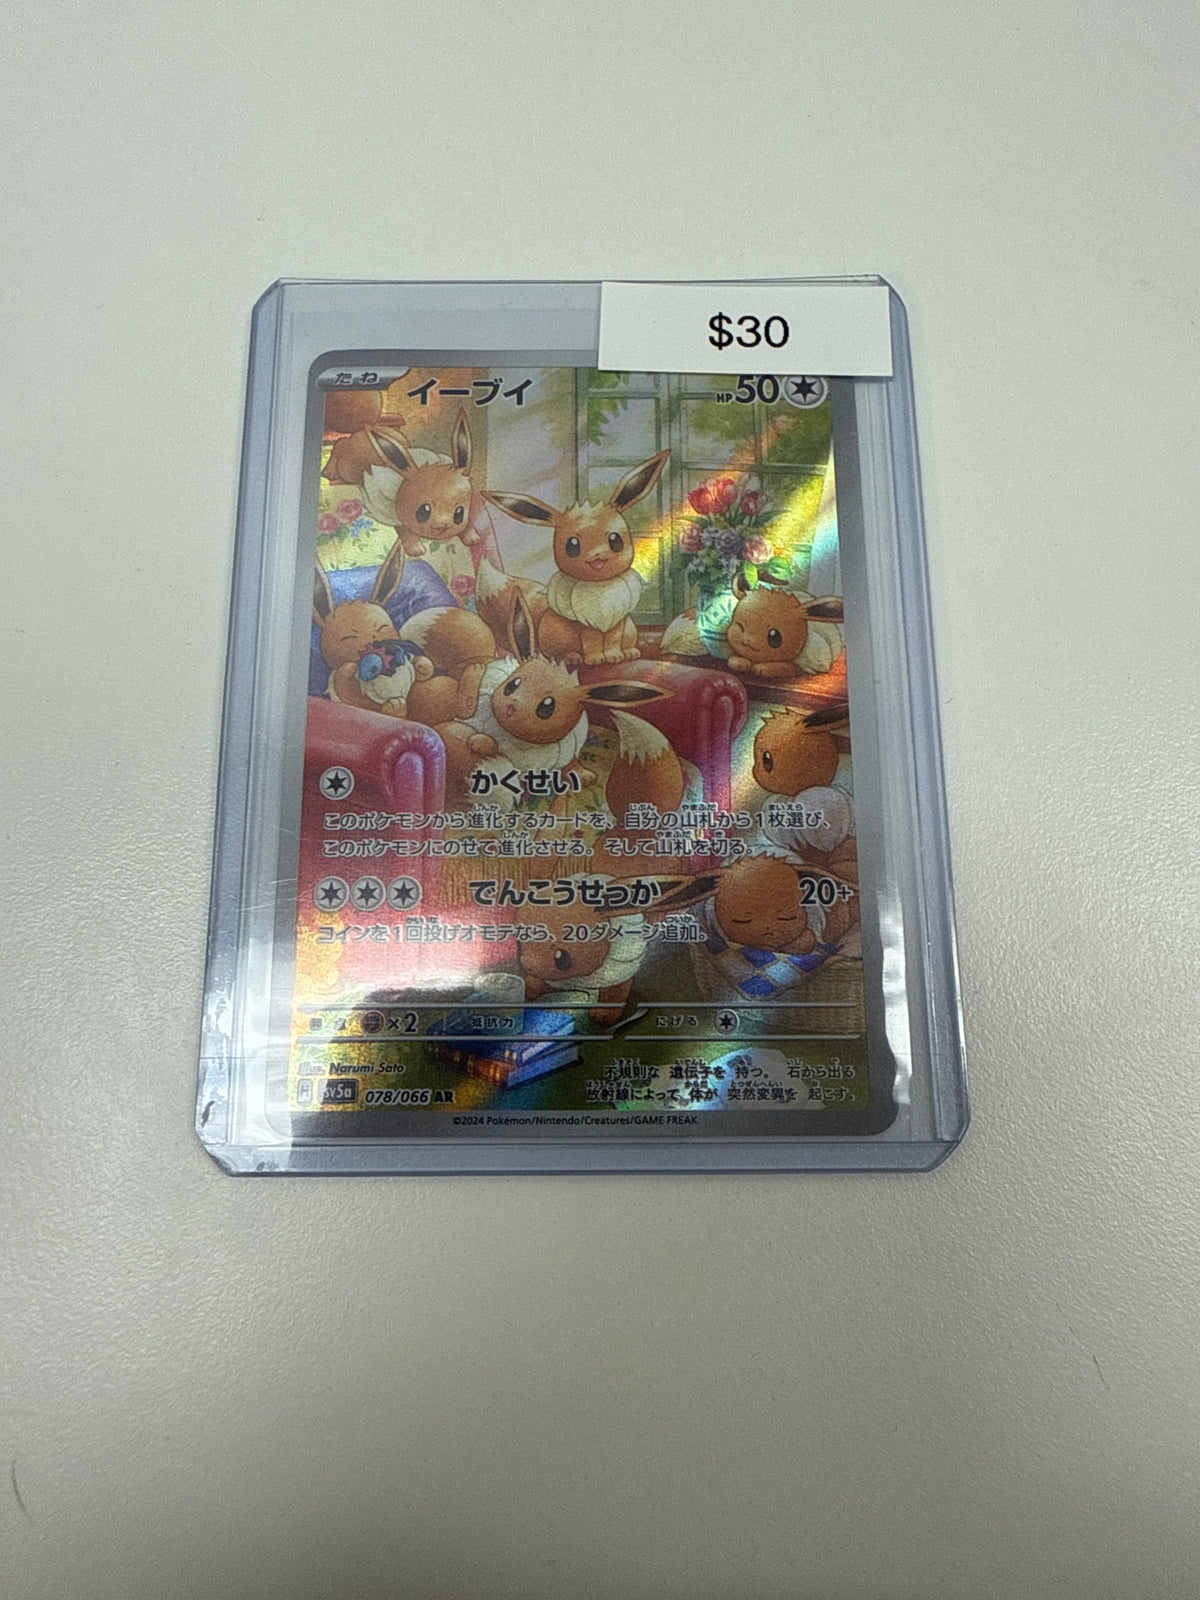 $30
たね イーブイ HP 50
かくせい
このポケモンから進化するカードを、自分の山札から1枚選び、
このポケモンにのせて進化させる。そして山札を切る。
でんこうせっか 20+
コインを1回投げオモテなら、20ダメージ追加。
×2 抵抗力 にげる
Illus. Narumi Sato
不規則な 遺伝子を 持つ。 石から出る
放射線によって 体が 突然変異を 起こす。
H sv5a 078/066 AR
©2024 Pokémon/Nintendo/Creatures/GAME FREAK